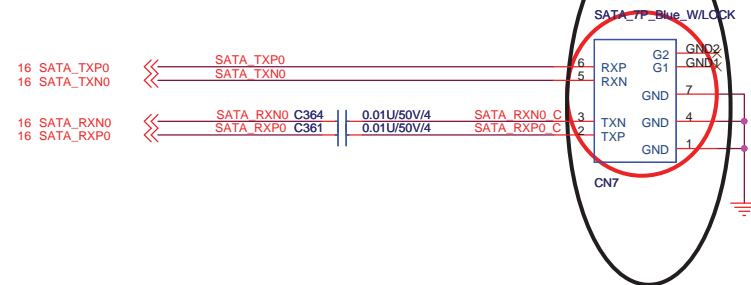 SATA_7P_Blue_W/LOCK
16 SATA_TXP0 SATA_TXP0 6 RXP G2 GND2
16 SATA_TXN0 SATA_TXN0 5 RXN G1 GND1
GND 7
16 SATA_RXN0 SATA_RXN0 C364 0.01U/50V/4 SATA_RXN0_C 3 TXN GND 4
16 SATA_RXP0 SATA_RXP0 C361 0.01U/50V/4 SATA_RXP0_C 2 TXP
GND 1
CN7